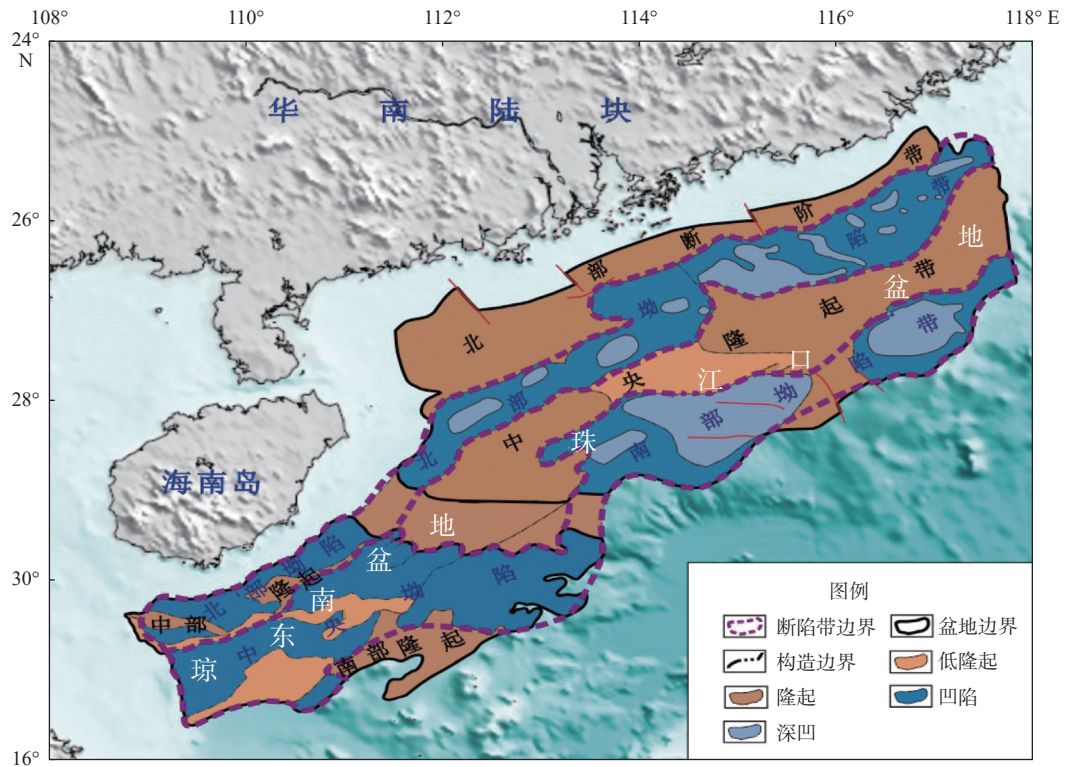 108° 110° 112° 114° 116° 118° E
24°
N
华南陆块
26°
28°
30°
16°
海南岛
北部断阶带
北部坳陷带
中央隆起带
南部坳陷带
珠江口盆地
北部坳陷
中部隆起
中央坳陷
南部隆起
琼东南盆地
图例
断陷带边界 盆地边界
构造边界 低隆起
隆起 凹陷
深凹